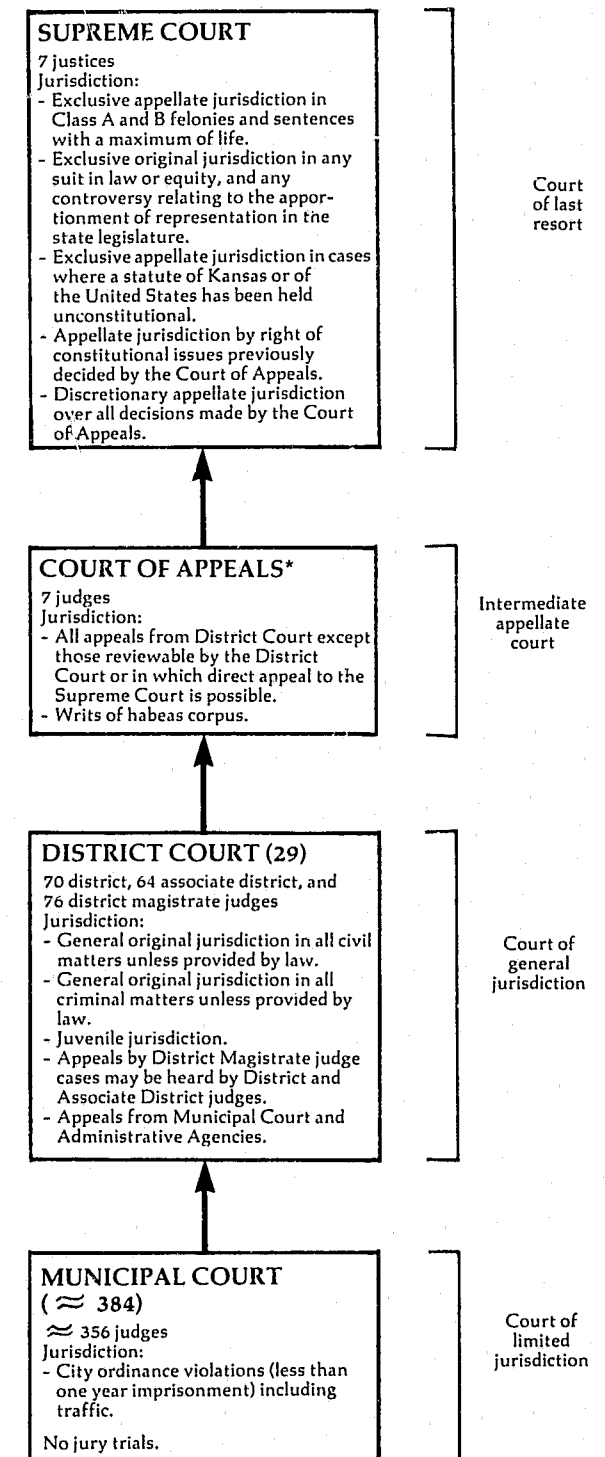 SUPREME COURT
7 justices
Jurisdiction:
- Exclusive appellate jurisdiction in
Class A and B felonies and sentences
with a maximum of life.
- Exclusive original jurisdiction in any
suit in law or equity, and any
controversy relating to the appor-
tionment of representation in the
state legislature.
- Exclusive appellate jurisdiction in cases
where a statute of Kansas or of
the United States has been held
unconstitutional.
- Appellate jurisdiction by right of
constitutional issues previously
decided by the Court of Appeals.
- Discretionary appellate jurisdiction
over all decisions made by the Court
of Appeals.
Court
of last
resort
COURT OF APPEALS*
7 judges
Jurisdiction:
- All appeals from District Court except
those reviewable by the District
Court or in which direct appeal to the
Supreme Court is possible.
- Writs of habeas corpus.
Intermediate
appellate
court
DISTRICT COURT (29)
70 district, 64 associate district, and
76 district magistrate judges
Jurisdiction:
- General original jurisdiction in all civil
matters unless provided by law.
- General original jurisdiction in all
criminal matters unless provided by
law.
- Juvenile jurisdiction.
- Appeals by District Magistrate judge
cases may be heard by District and
Associate District judges.
- Appeals from Municipal Court and
Administrative Agencies.
Court of
general
jurisdiction
MUNICIPAL COURT
(≈ 384)
≈ 356 judges
Jurisdiction:
- City ordinance violations (less than
one year imprisonment) including
traffic.
No jury trials.
Court of
limited
jurisdiction